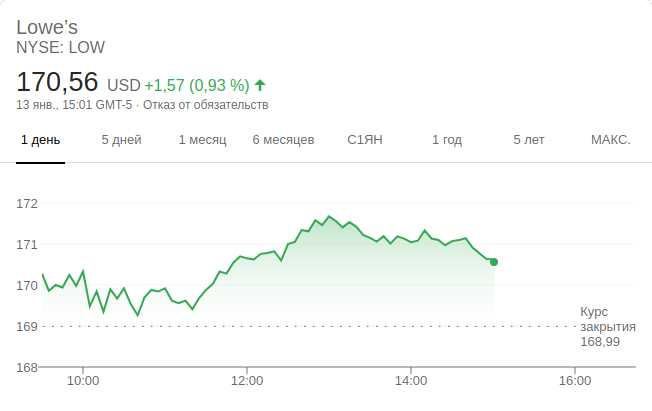 Lowe's
NYSE: LOW
170,56 USD +1,57 (0,93 %)
13 янв., 15:01 GMT-5 · Отказ от обязательств
1 день 5 дней 1 месяц 6 месяцев С1ЯН 1 год 5 лет МАКС.
172
171
170
169
Курс
закрытия
168,99
168
10:00 12:00 14:00 16:00